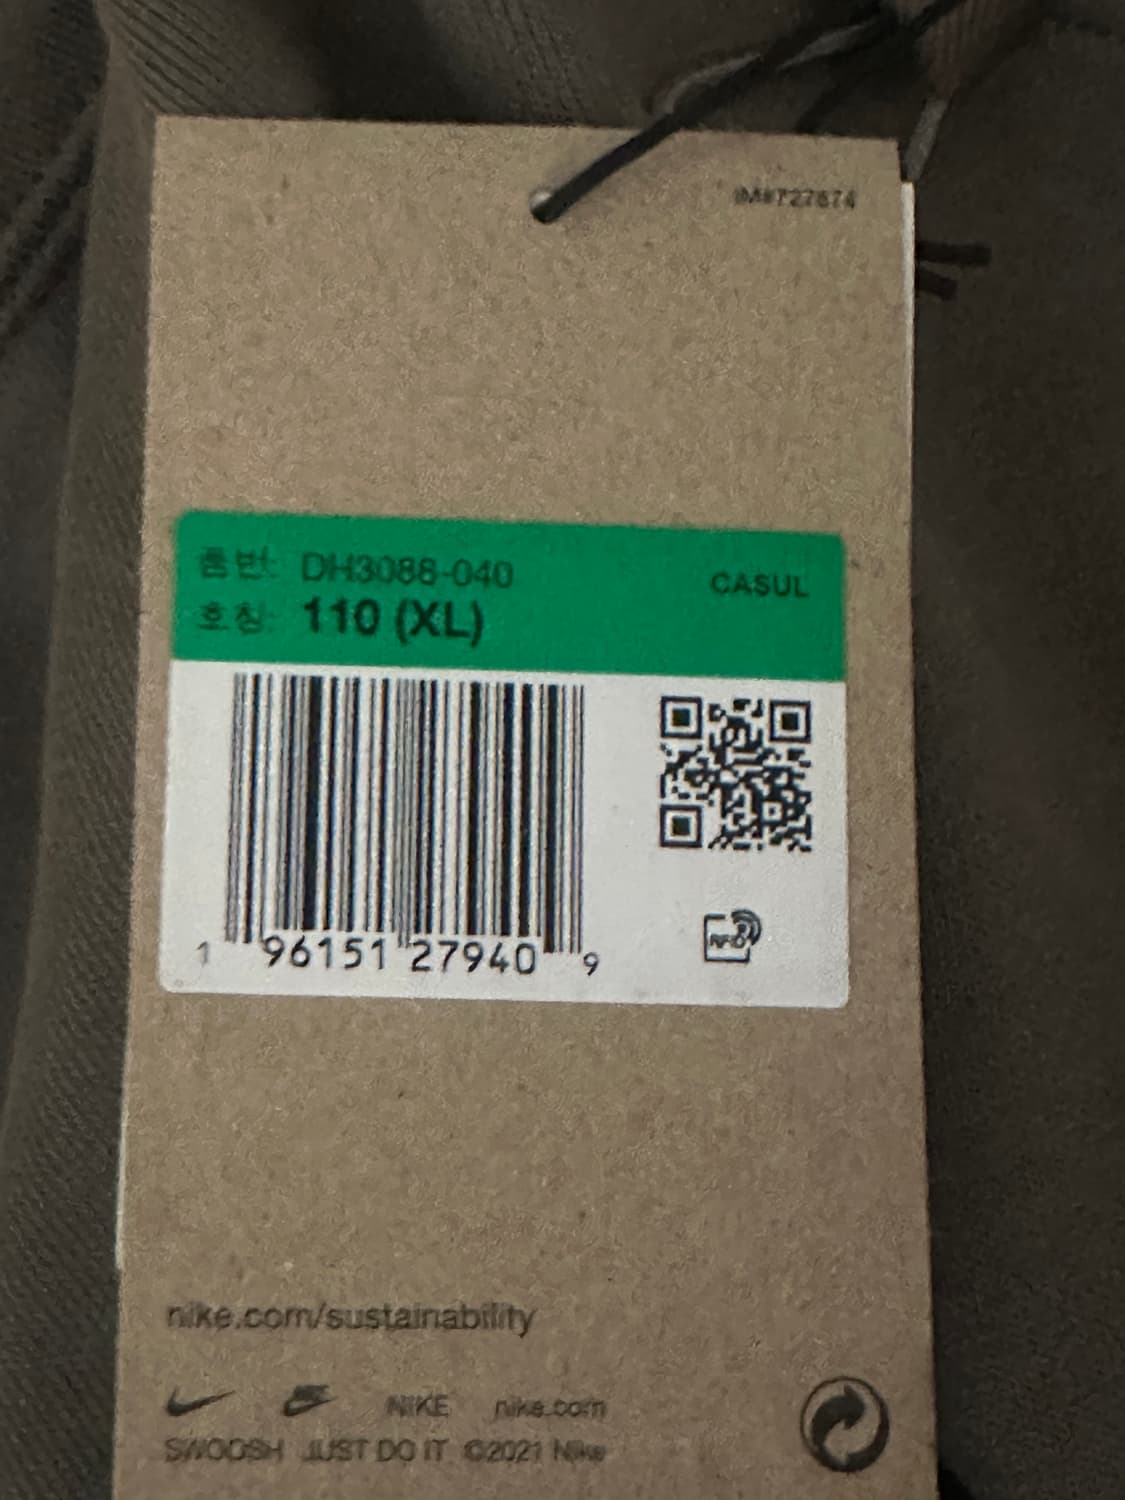 IM#727874
품번: DH3088-040
CASUL
호칭: 110 (XL)
1 96151 27940 9
RFID
nike.com/sustainability
NIKE nike.com
SWOOSH JUST DO IT ©2021 Nike